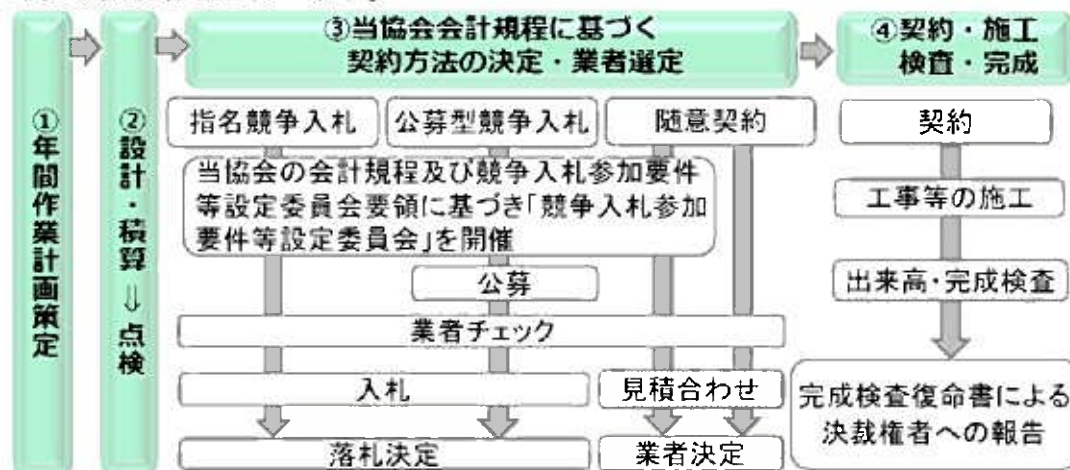 ①年間作業計画策定
②設計・積算⇓点検
③当協会会計規程に基づく
契約方法の決定・業者選定
指名競争入札
公募型競争入札
随意契約
当協会の会計規程及び競争入札参加要件
等設定委員会要領に基づき「競争入札参加
要件等設定委員会」を開催
公募
業者チェック
入札
見積合わせ
落札決定
業者決定
④契約・施工
検査・完成
契約
工事等の施工
出来高・完成検査
完成検査復命書による
決裁権者への報告